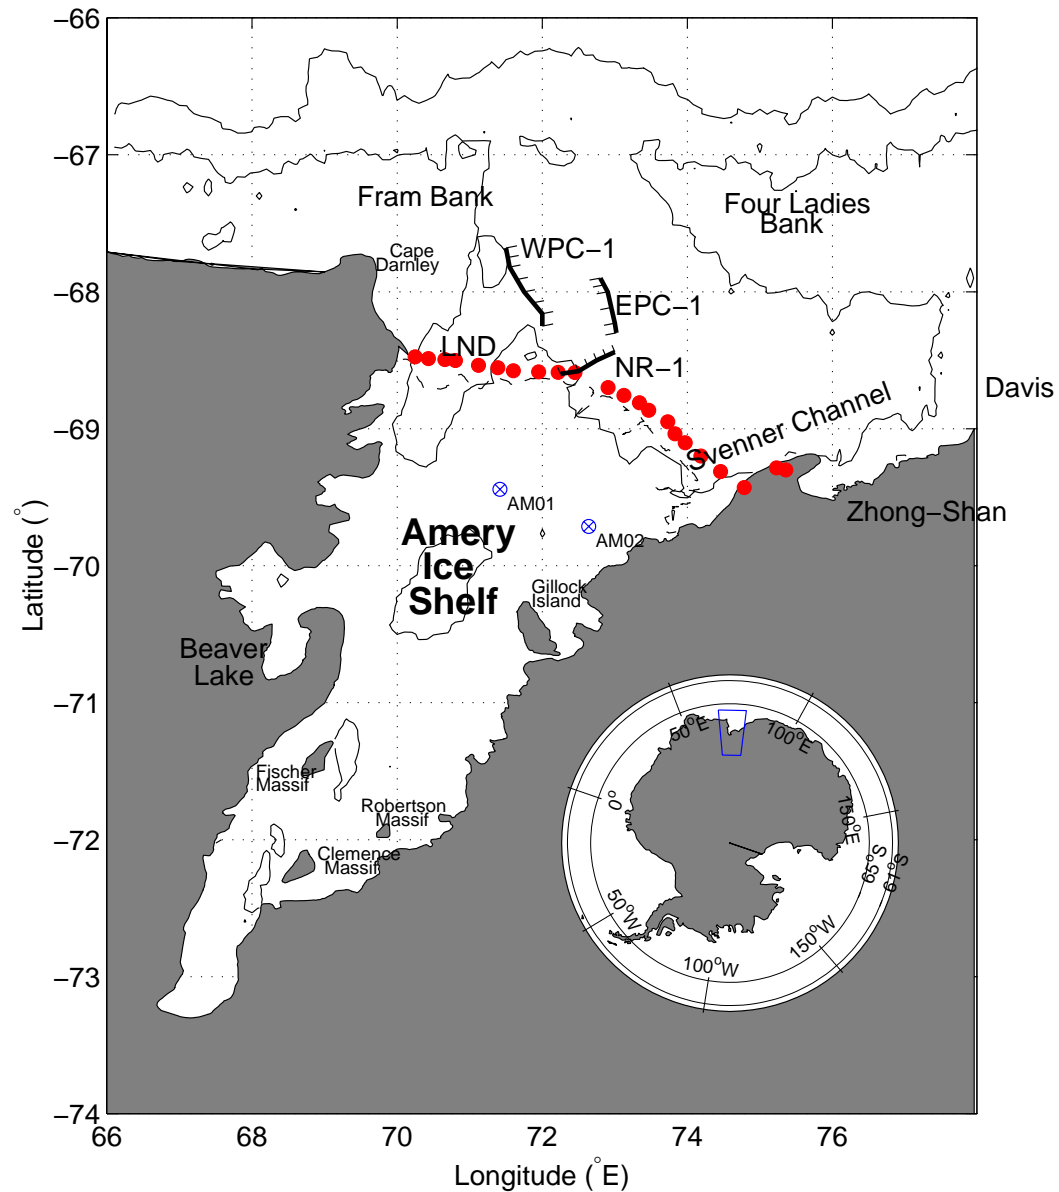 −66
−67
−68
−69
−70
−71
−72
−73
−74
Latitude (°)
66
68
70
72
74
76
Longitude (°E)
Fram Bank
Four Ladies
Bank
Cape
Darnley
WPC−1
EPC−1
LND
NR−1
Davis
Svenner Channel
Zhong−Shan
AM01
AM02
Amery
Ice
Shelf
Gillock
Island
Beaver
Lake
Fischer
Massif
Robertson
Massif
Clemence
Massif
50°E
100°E
0°
150°E
65°S
61°S
50°W
150°W
100°W